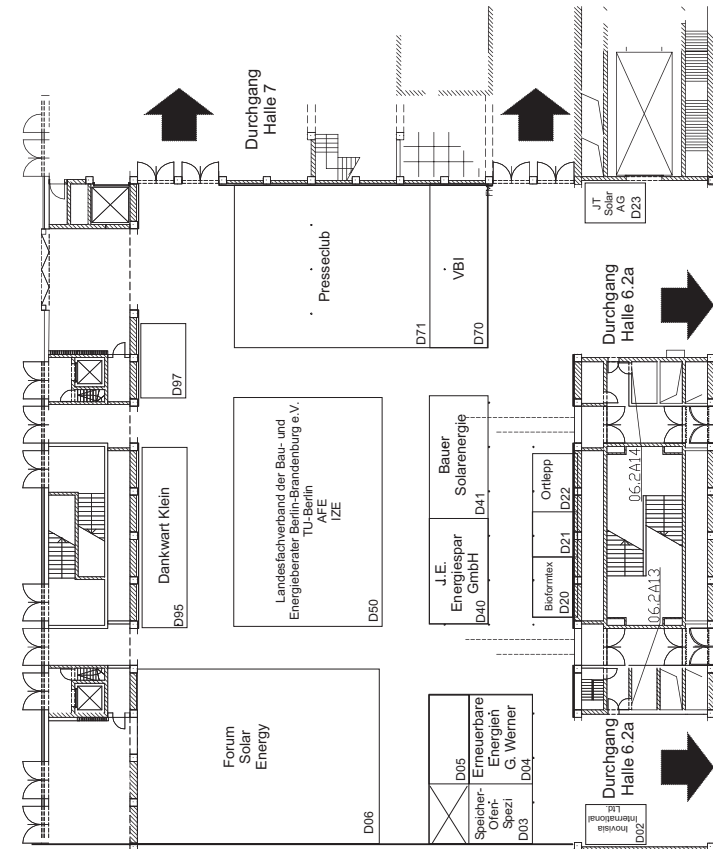 Durchgang
Halle 7
JT
Solar
AG
D23
Presseclub
D71
VBI
D70
Durchgang
Halle 6.2a
D97
Dankwart Klein
D95
Landesfachverband der Bau- und
Energieberater Berlin-Brandenburg e.V.
TU-Berlin
AFE
IZE
D50
Bauer
Solarenergie
D41
J.E.
Energiespar
GmbH
D40
Ortlepp
D22
D21
Bioformtex
D20
06.2A14
06.2A13
Forum
Solar
Energy
D06
D05
Erneuerbare
Energien
G. Werner
D04
Speicher-
Ofen-
Spezi
D03
Durchgang
Halle 6.2a
Inovisia
International
Ltd.
D02